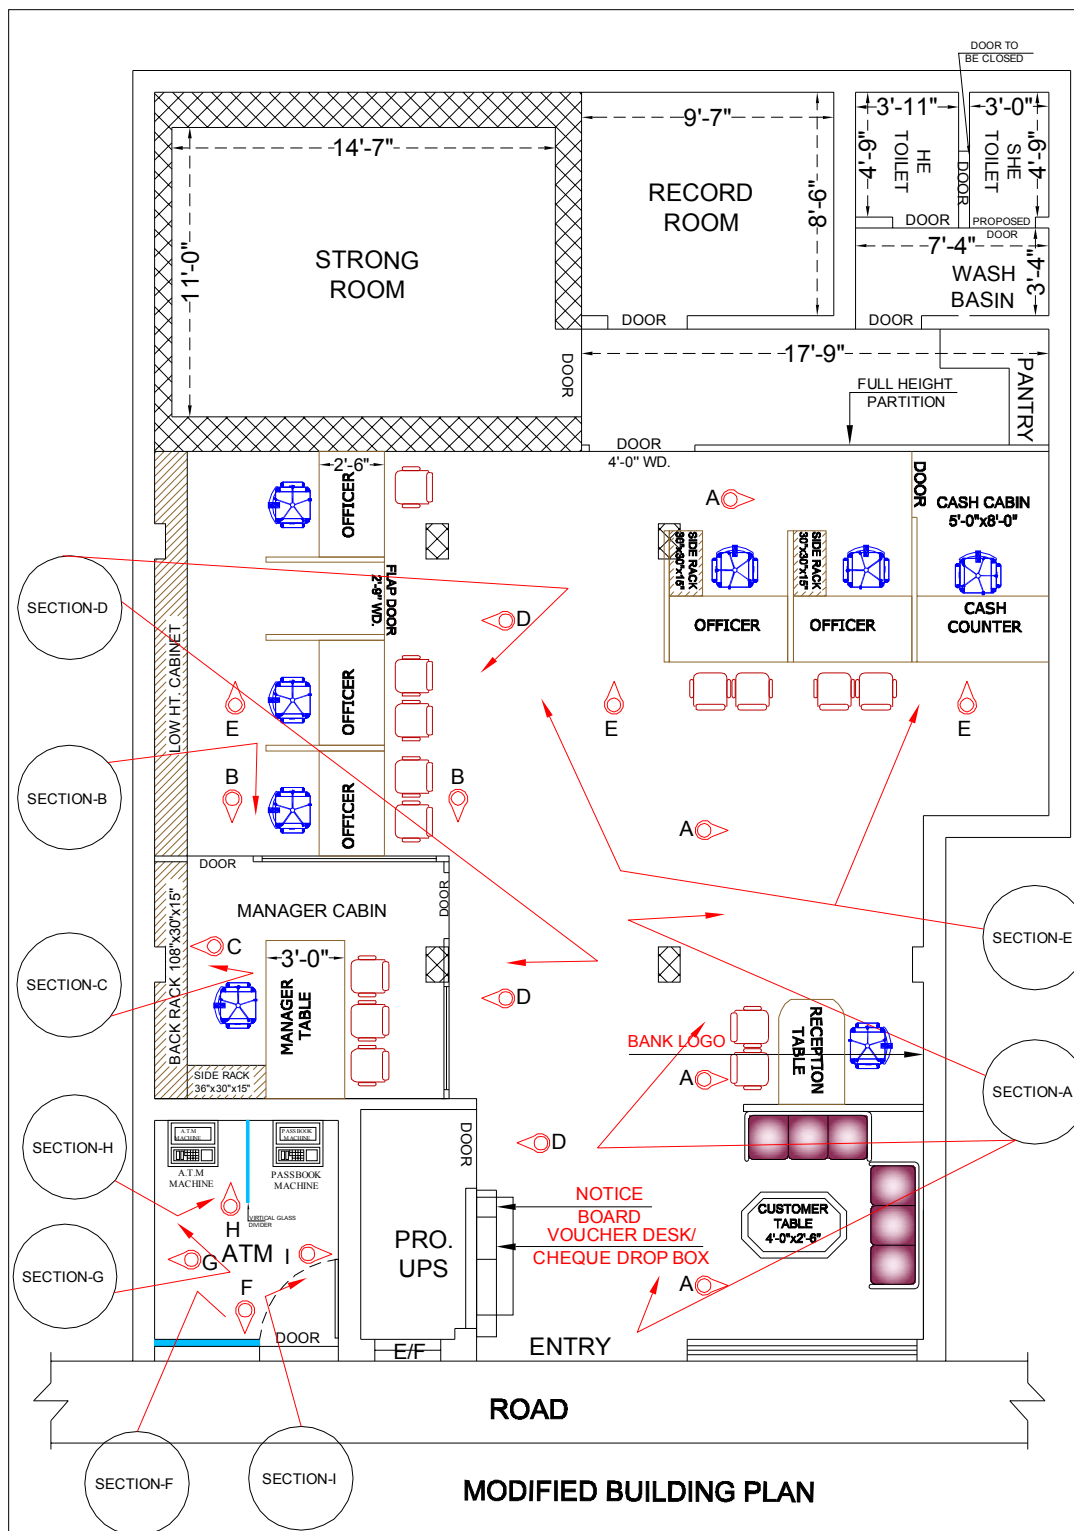 DOOR TO
BE CLOSED
3'-11"
3'-0"
9'-7"
14'-7"
4'-9"
HE
TOILET
DOOR
SHE
TOILET
4'-9"
RECORD
ROOM
8'-6"
DOOR
PROPOSED
DOOR
7'-4"
3'-4"
WASH
BASIN
STRONG
ROOM
11'-0"
DOOR
DOOR
DOOR
17'-9"
PANTRY
FULL HEIGHT
PARTITION
DOOR
4'-0" WD.
2'-6"
OFFICER
A
DOOR
CASH CABIN
5'-0"x8'-0"
SIDE RACK
30"x30"x15"
SIDE RACK
30"x30"x15"
FLAP DOOR
2'-9" WD.
SECTION-D
D
OFFICER
OFFICER
CASH
COUNTER
LOW HT. CABINET
OFFICER
E
E
E
SECTION-B
B
B
OFFICER
A
DOOR
DOOR
MANAGER CABIN
BACK RACK 108"x30"x15"
SECTION-E
C
3'-0"
SECTION-C
D
MANAGER
TABLE
RECEPTION
TABLE
BANK LOGO
SIDE RACK
36"x30"x15"
A
SECTION-A
SECTION-H
A.T.M
MACHINE
PASSBOOK
MACHINE
A.T.M
MACHINE
PASSBOOK
MACHINE
DOOR
D
VIRTICAL GLASS
DIVIDER
H
NOTICE
BOARD
CUSTOMER
TABLE
4'-0"x2'-6"
PRO.
UPS
VOUCHER DESK/
CHEQUE DROP BOX
SECTION-G
G
ATM
I
F
A
DOOR
E/F
ENTRY
ROAD
SECTION-F
SECTION-I
MODIFIED BUILDING PLAN